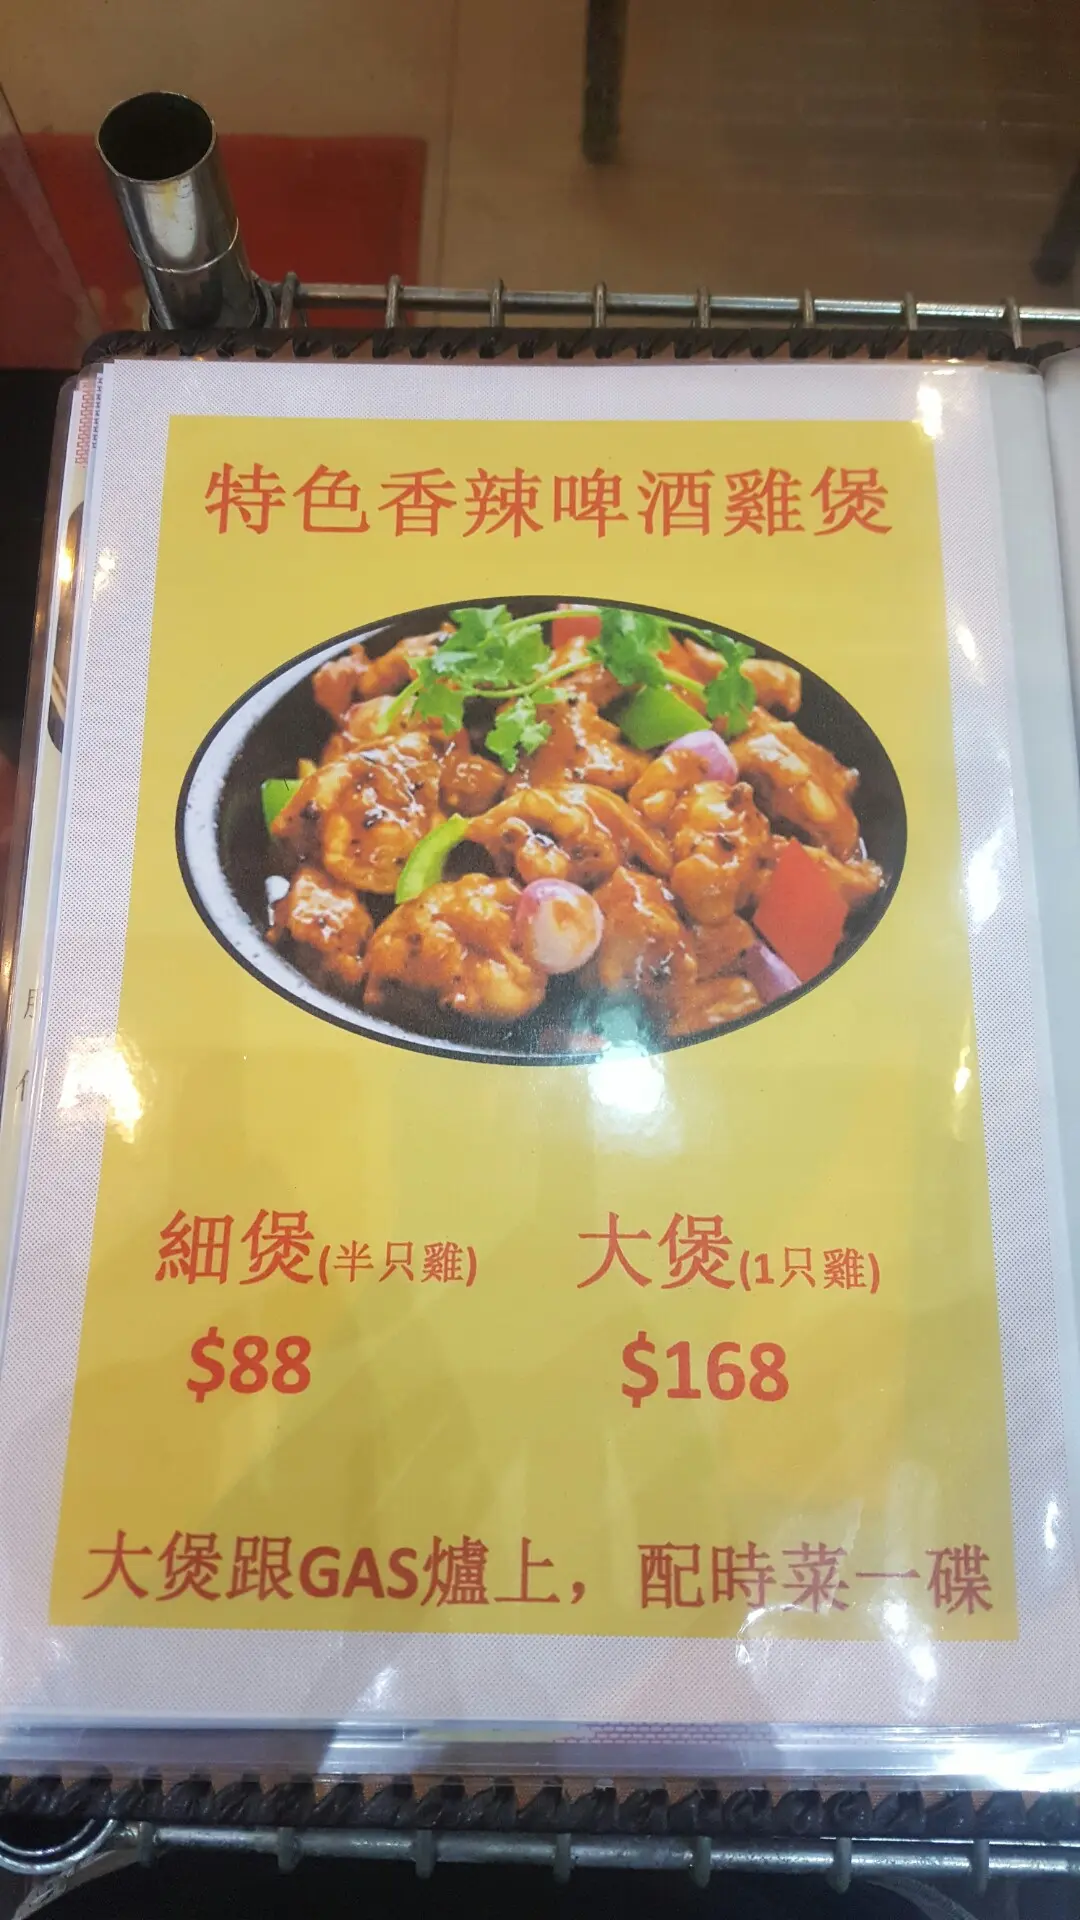 特色香辣啤酒雞煲
細煲(半只雞) 大煲(1只雞)
$88 $168
大煲跟GAS爐上，配時菜一碟